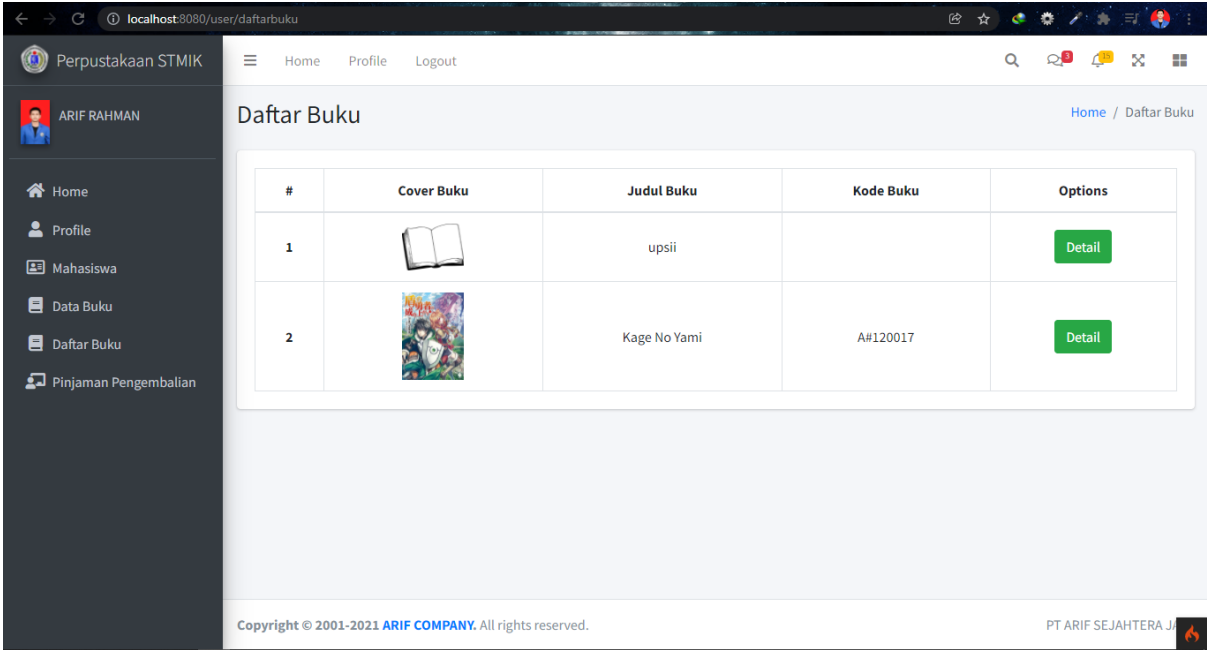 localhost:8080/user/daftarbuku
Perpustakaan STMIK
Home Profile Logout
3
15
ARIF RAHMAN
Daftar Buku
Home / Daftar Buku
Home
Profile
Mahasiswa
Data Buku
Daftar Buku
Pinjaman Pengembalian
# Cover Buku Judul Buku Kode Buku Options
1 upsii Detail
2 Kage No Yami A#120017 Detail
Copyright © 2001-2021 ARIF COMPANY. All rights reserved.
PT ARIF SEJAHTERA